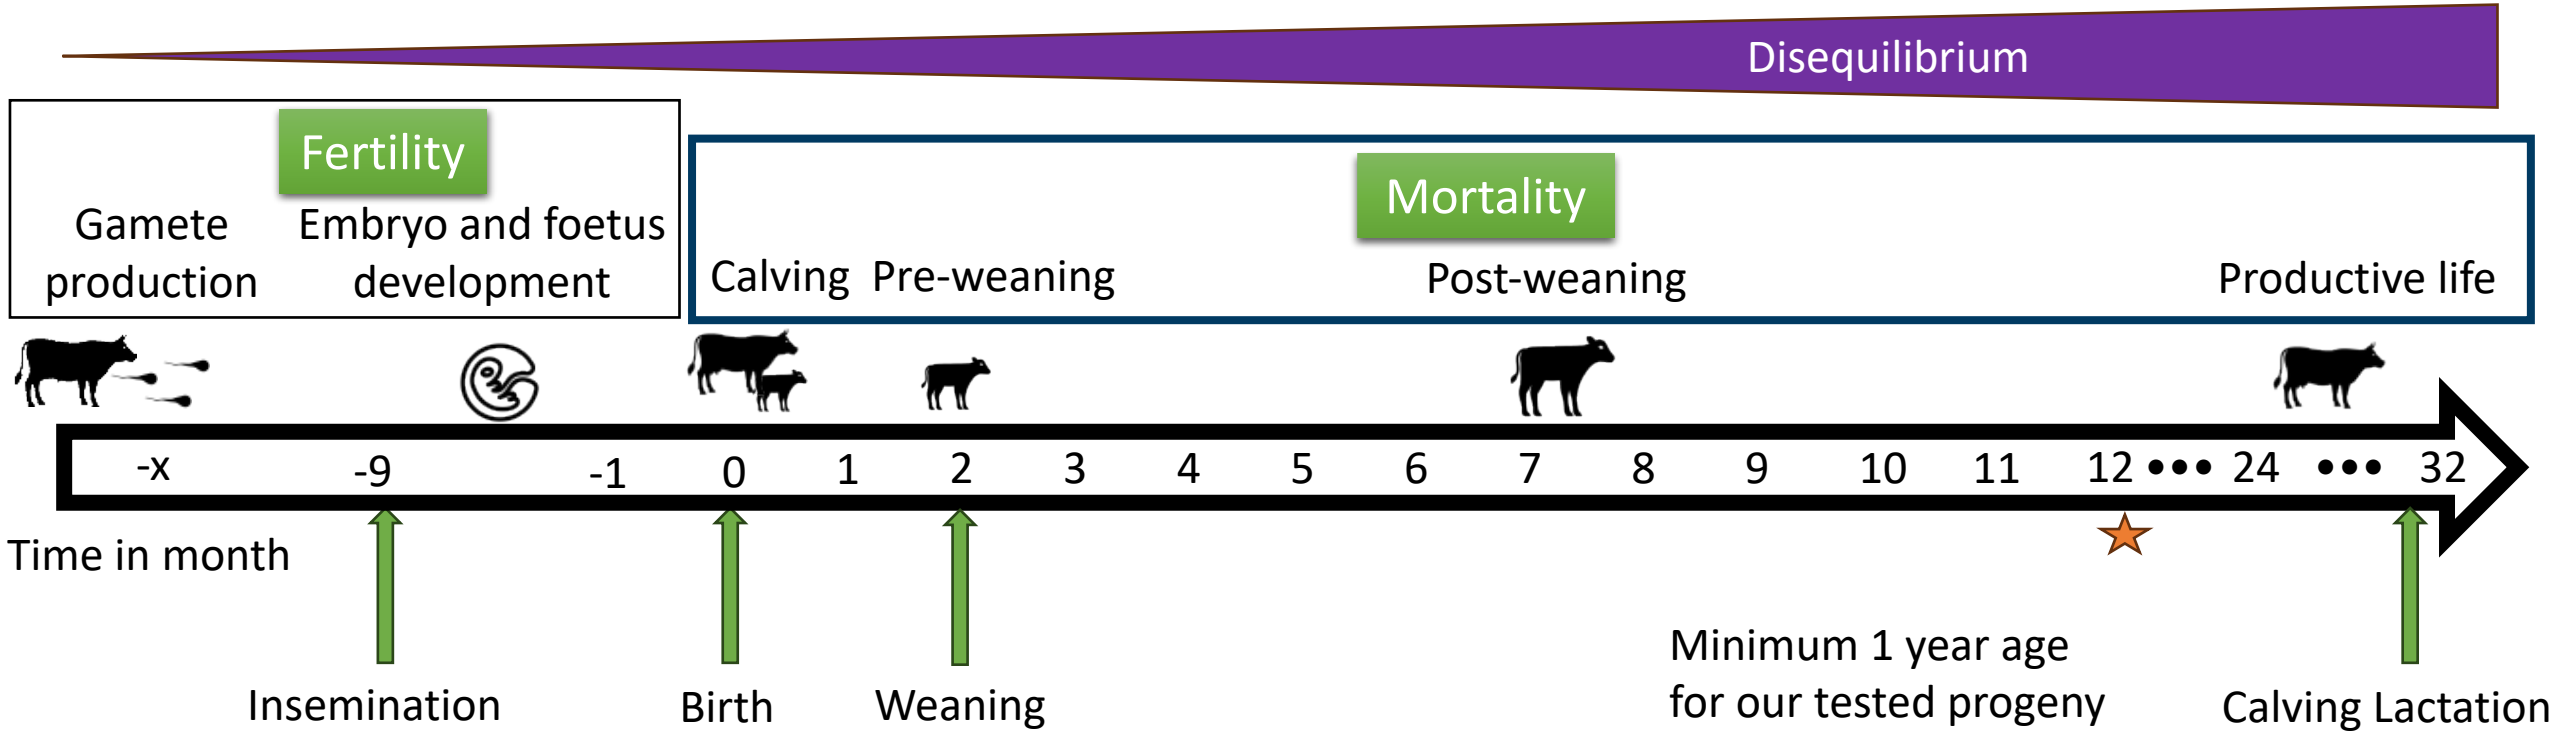 Disequilibrium
Fertility
Gamete
production
Embryo and foetus
development
Mortality
Calving
Pre-weaning
Post-weaning
Productive life
-x -9 -1 0 1 2 3 4 5 6 7 8 9 10 11 12 ••• 24 ••• 32
Time in month
Insemination
Birth
Weaning
Minimum 1 year age
for our tested progeny
Calving Lactation